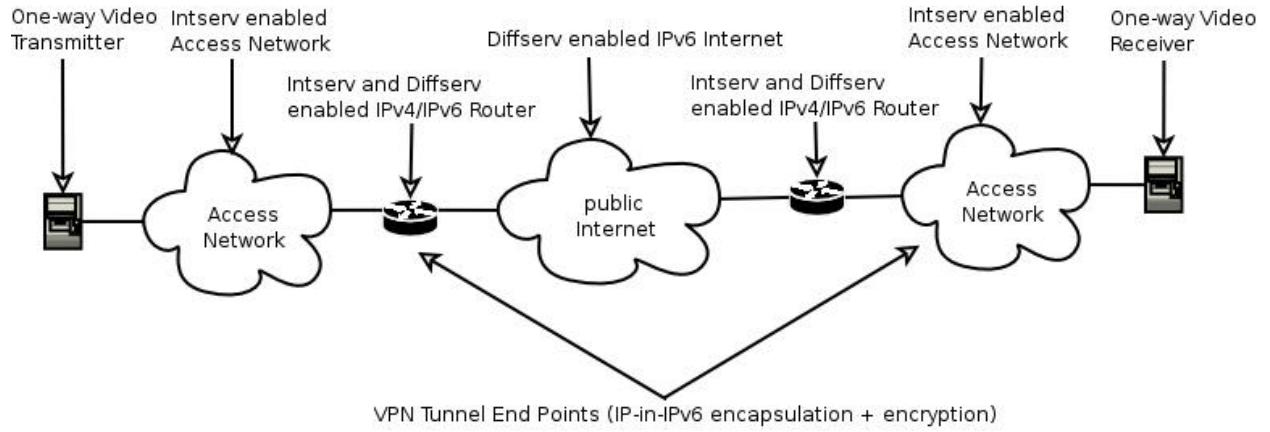 One-way Video
Transmitter
Intserv enabled
Access Network
Intserv and Diffserv
enabled IPv4/IPv6 Router
Diffserv enabled IPv6 Internet
Intserv and Diffserv
enabled IPv4/IPv6 Router
Intserv enabled
Access Network
One-way Video
Receiver
Access
Network
public
Internet
Access
Network
VPN Tunnel End Points (IP-in-IPv6 encapsulation + encryption)